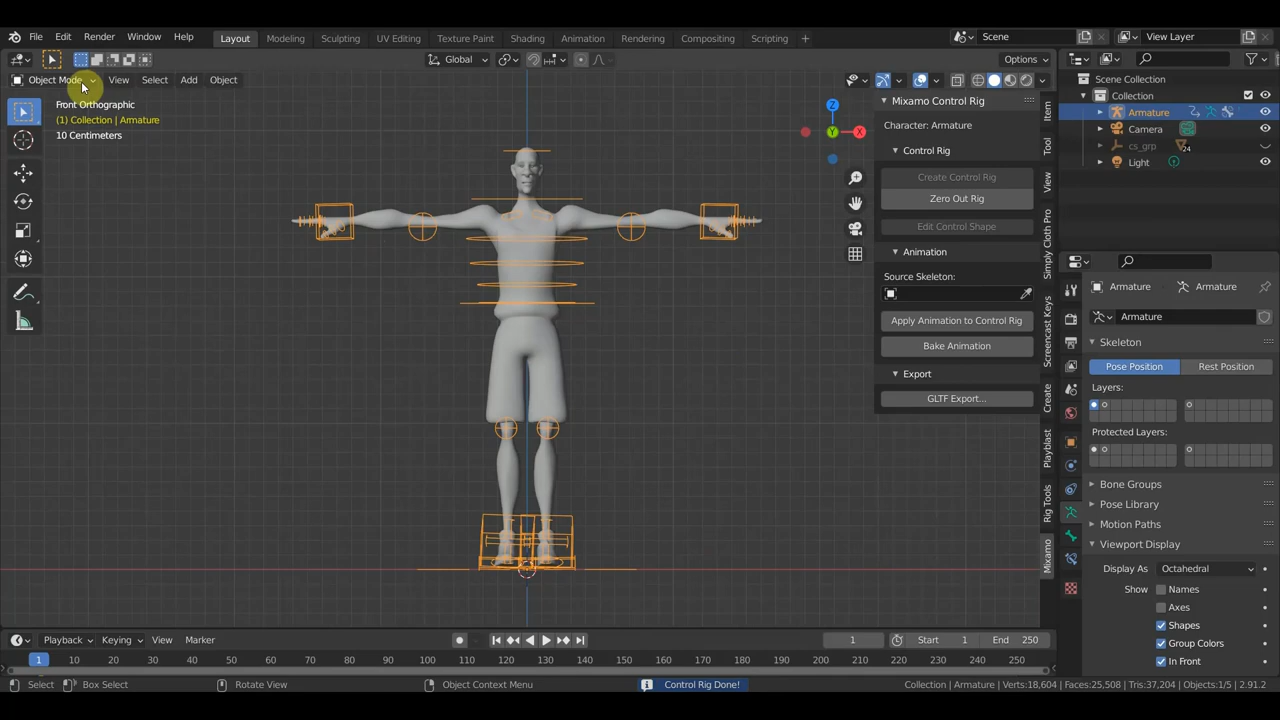 File Edit Render Window Help Layout Modeling Sculpting UV Editing Texture Paint Shading Animation Rendering Compositing Scripting Scene View Layer
Global Options
Object Mode View Select Add Object
Front Orthographic
(1) Collection | Armature
10 Centimeters
X
Y
Z
Mixamo Control Rig
Character: Armature
Control Rig
Create Control Rig
Zero Out Rig
Edit Control Shape
Animation
Source Skeleton:
Apply Animation to Control Rig
Bake Animation
Export
GLTF Export...
Item
Tool
View
Simply Cloth Pro
Screencast Keys
Create
Playblast
Rig Tools
Mixamo
Scene Collection
Collection
Armature
Camera
cs_grp 24
Light
Armature Armature
Armature
Skeleton
Pose Position Rest Position
Layers:
Protected Layers:
Bone Groups
Pose Library
Motion Paths
Viewport Display
Display As Octahedral
Show Names
Axes
Shapes
Group Colors
In Front
Playback Keying View Marker 1 Start 1 End 250
1 10 20 30 40 50 60 70 80 90 100 110 120 130 140 150 160 170 180 190 200 210 220 230 240 250
Select Box Select Rotate View Object Context Menu Control Rig Done! Collection | Armature | Verts:18,604 | Faces:25,508 | Tris:37,204 | Objects:1/5 | 2.91.2